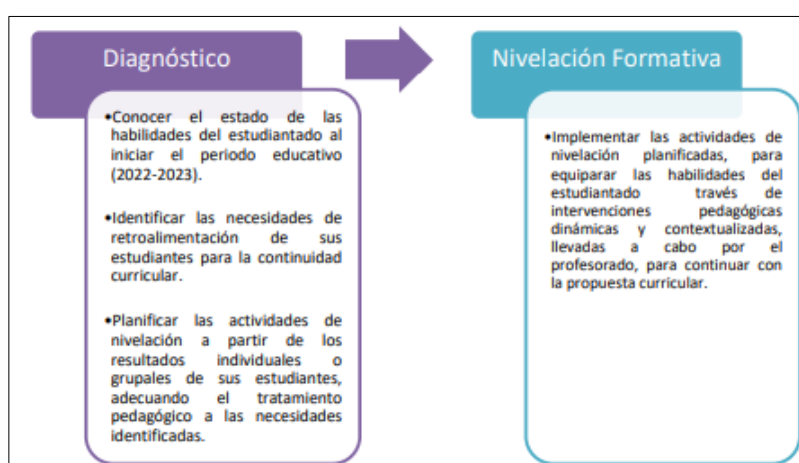 Diagnóstico
•Conocer el estado de las
habilidades del estudiantado al
iniciar el periodo educativo
(2022-2023).
•Identificar las necesidades de
retroalimentación de sus
estudiantes para la continuidad
curricular.
•Planificar las actividades de
nivelación a partir de los
resultados individuales o
grupales de sus estudiantes,
adecuando el tratamiento
pedagógico a las necesidades
identificadas.
Nivelación Formativa
•Implementar las actividades de
nivelación planificadas, para
equiparar las habilidades del
estudiantado través de
intervenciones pedagógicas
dinámicas y contextualizadas,
llevadas a cabo por el
profesorado, para continuar con
la propuesta curricular.